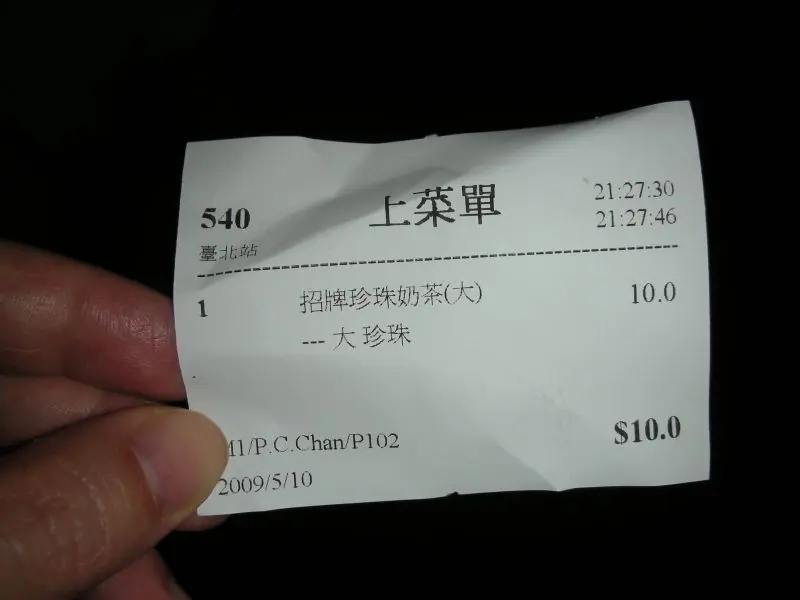 540 上菜單 21:27:30
臺北站 21:27:46
1 招牌珍珠奶茶(大) 10.0
--- 大 珍珠
$10.0
/P.C.Chan/P102
2009/5/10